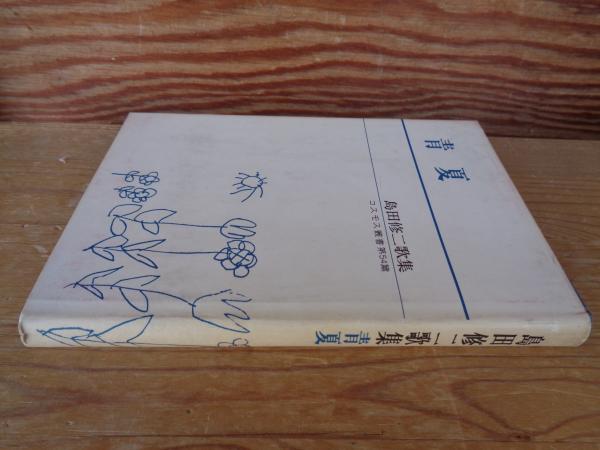 青夏
島田修二歌集
コスモス叢書第54篇
島田修二歌集 青夏